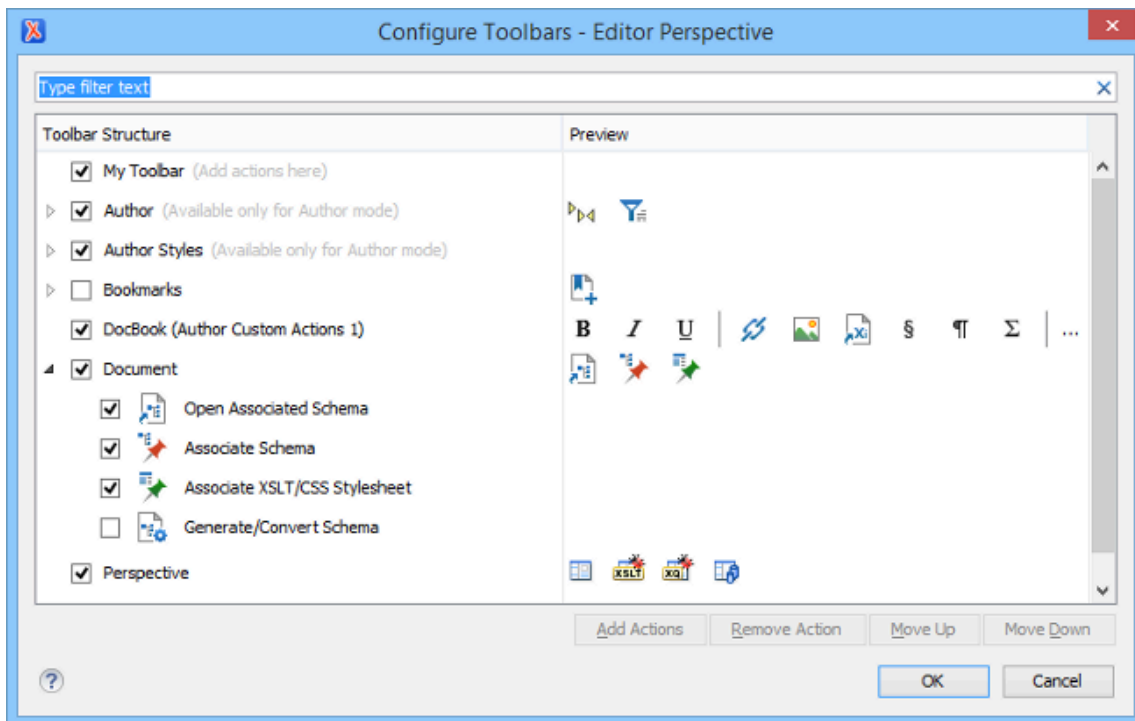 Configure Toolbars - Editor Perspective
Type filter text
Toolbar Structure Preview
My Toolbar (Add actions here)
Author (Available only for Author mode)
Author Styles (Available only for Author mode)
Bookmarks
DocBook (Author Custom Actions 1) B I U xi § ¶ Σ ...
Document
Open Associated Schema
Associate Schema
Associate XSLT/CSS Stylesheet
Generate/Convert Schema
Perspective XSLT XQ
Add Actions Remove Action Move Up Move Down
? OK Cancel